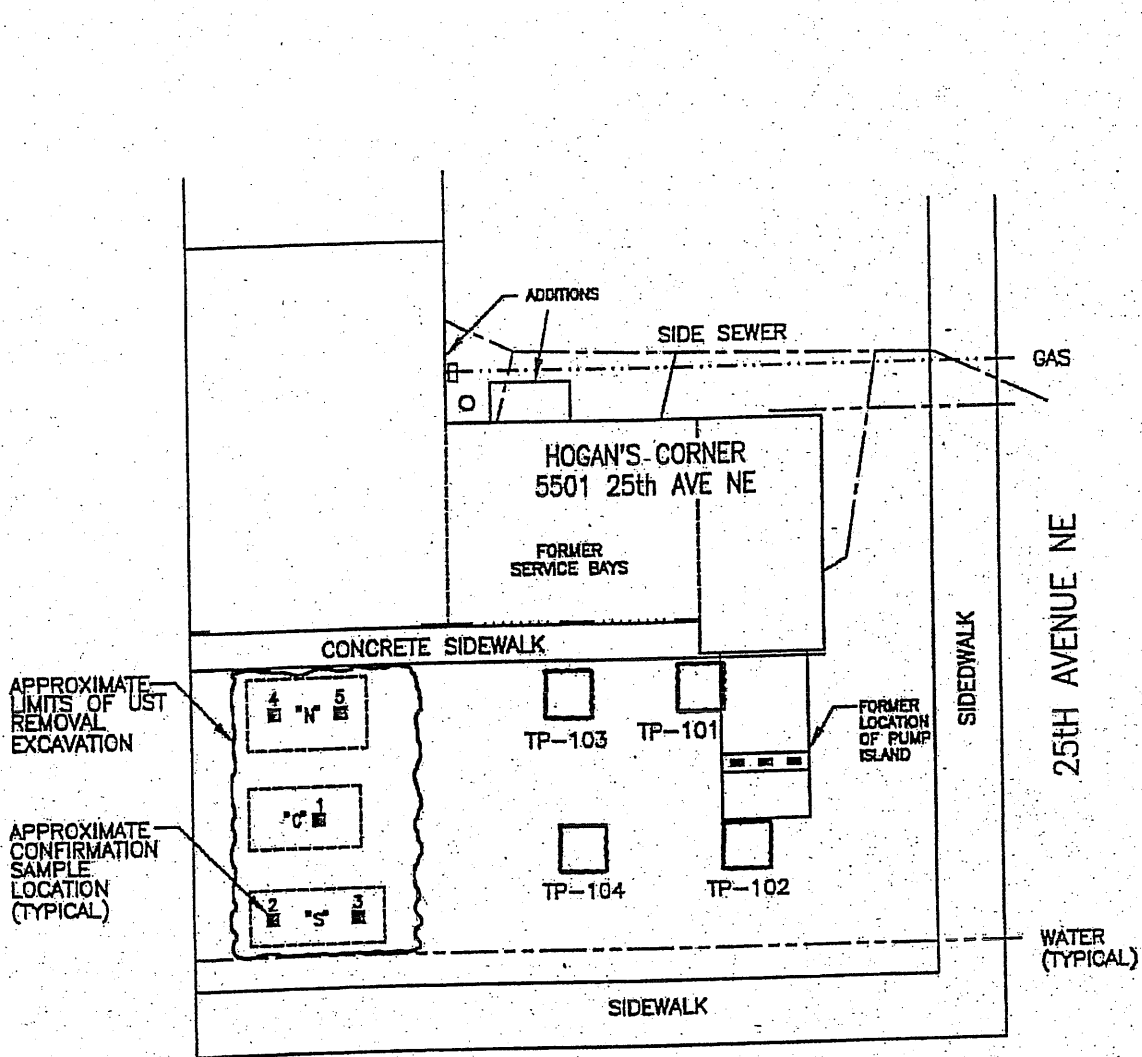 ADDITIONS
SIDE SEWER
GAS
HOGAN'S CORNER
5501 25th AVE NE
FORMER
SERVICE BAYS
CONCRETE SIDEWALK
APPROXIMATE
LIMITS OF UST
REMOVAL
EXCAVATION
4 "N" 5
TP-103
TP-101
FORMER
LOCATION
OF PUMP
ISLAND
SIDEDWALK
25tH AVENUE NE
"C" 1
APPROXIMATE
CONFIRMATION
SAMPLE
LOCATION
(TYPICAL)
TP-104
TP-102
2 "S" 3
WATER
(TYPICAL)
SIDEWALK